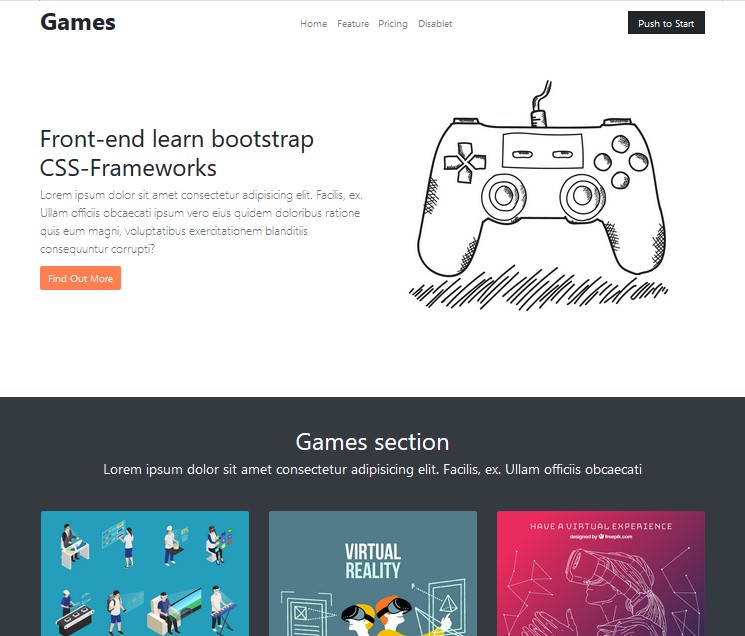 Games
Home Feature Pricing Disablet
Push to Start
Front-end learn bootstrap
CSS-Frameworks
Lorem ipsum dolor sit amet consectetur adipisicing elit. Facilis, ex.
Ullam officiis obcaecati ipsum vero eius quidem doloribus ratione
quis eum magni, voluptatibus exercitationem blanditiis
consequuntur corrupti?
Find Out More
Games section
Lorem ipsum dolor sit amet consectetur adipisicing elit. Facilis, ex. Ullam officiis obcaecati
VIRTUAL
REALITY
HAVE A VIRTUAL EXPERIENCE
designed by freepik.com